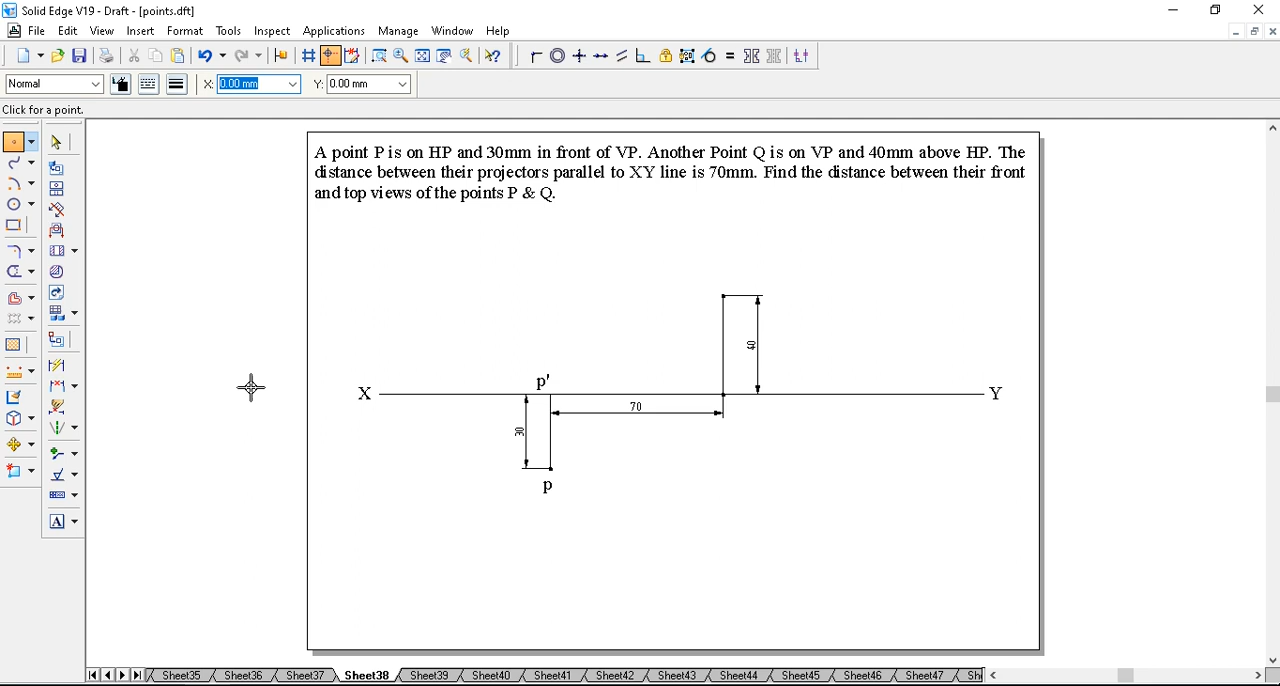 Solid Edge V19 - Draft - [points.dft]
File Edit View Insert Format Tools Inspect Applications Manage Window Help
Normal X: 0.00 mm Y: 0.00 mm
Click for a point.
A point P is on HP and 30mm in front of VP. Another Point Q is on VP and 40mm above HP. The
distance between their projectors parallel to XY line is 70mm. Find the distance between their front
and top views of the points P & Q.
40
p'
X
Y
70
30
p
A
Sheet35 Sheet36 Sheet37 Sheet38 Sheet39 Sheet40 Sheet41 Sheet42 Sheet43 Sheet44 Sheet45 Sheet46 Sheet47 Sh